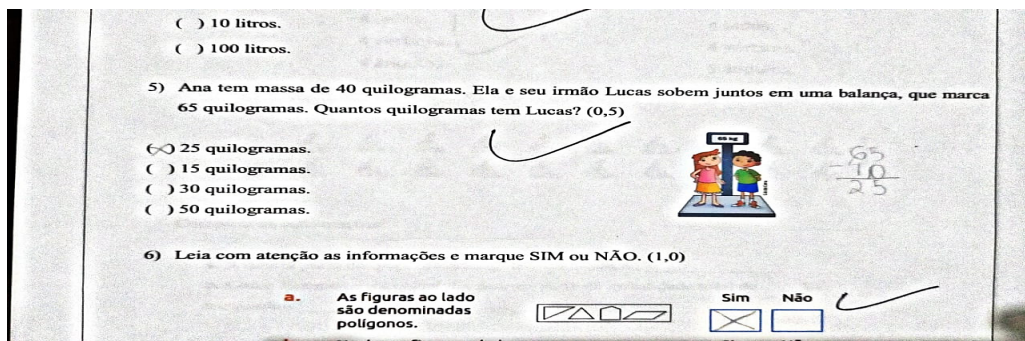 ( ) 10 litros.
( ) 100 litros.
5) Ana tem massa de 40 quilogramas. Ela e seu irmão Lucas sobem juntos em uma balança, que marca
65 quilogramas. Quantos quilogramas tem Lucas? (0,5)
(X) 25 quilogramas.
( ) 15 quilogramas.
( ) 30 quilogramas.
( ) 50 quilogramas.
65 kg
65
- 10
25
6) Leia com atenção as informações e marque SIM ou NÃO. (1,0)
a. As figuras ao lado
são denominadas
polígonos.
Sim Não
X